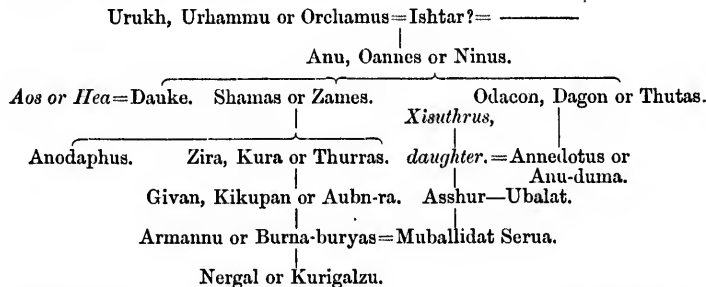 Urukh, Urhammu or Orchamus=Ishtar?=
Anu, Oannes or Ninus.
Aos or Hea=Dauke. Shamas or Zames. Odacon, Dagon or Thutas.
Xisuthrus,
Anodaphus. Zira, Kura or Thurras. daughter.=Annedotus or
Anu-duma.
Givan, Kikupan or Aubn-ra. Asshur—Ubalat.
Armannu or Burna-buryas=Muballidat Serua.
Nergal or Kurigalzu.